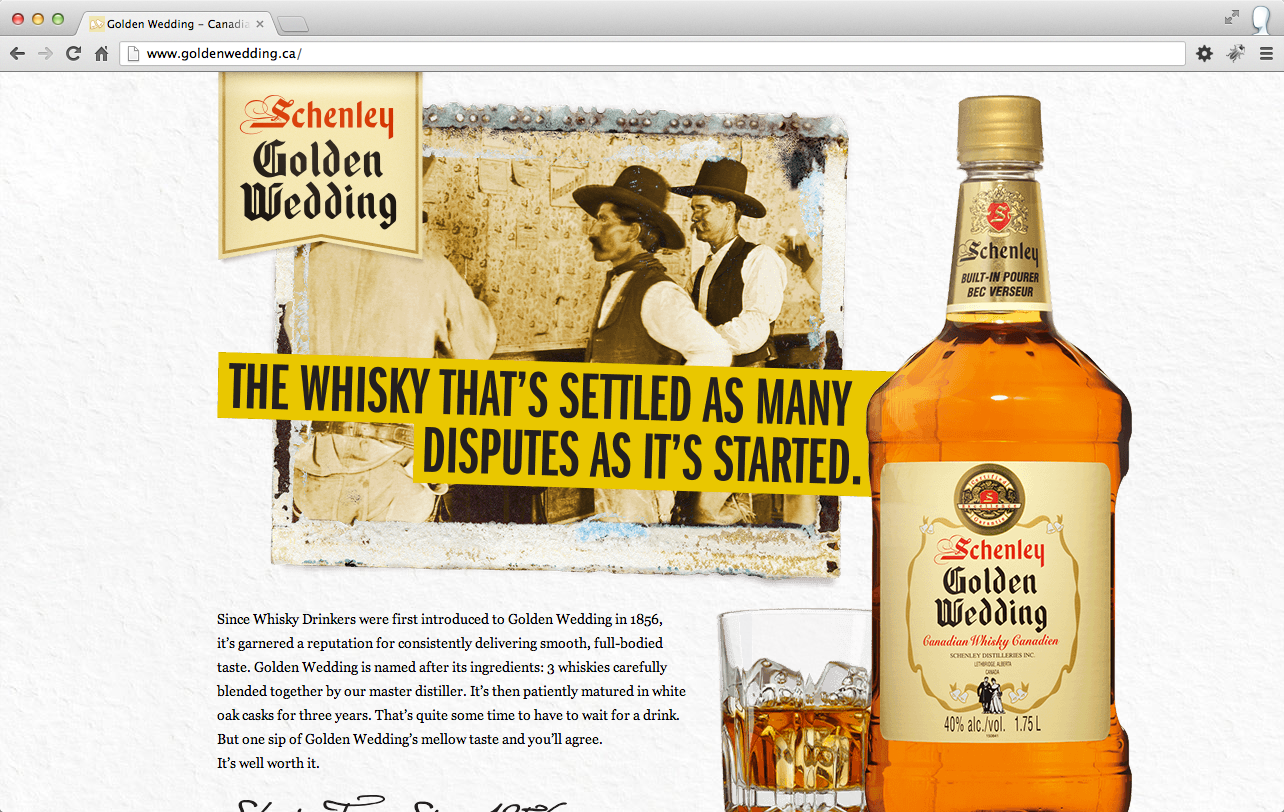 Golden Wedding – Canadia
www.goldenwedding.ca/
Schenley
Golden
Wedding
THE WHISKY THAT'S SETTLED AS MANY
DISPUTES AS IT'S STARTED.
Schenley
BUILT-IN POURER
BEC VERSEUR
S
Schenley
Golden
Wedding
Canadian Whisky Canadien
SCHENLEY DISTILLERIES INC.
LETHBRIDGE, ALBERTA
CANADA
40% alc./vol. 1.75 L
Since Whisky Drinkers were first introduced to Golden Wedding in 1856,
it's garnered a reputation for consistently delivering smooth, full-bodied
taste. Golden Wedding is named after its ingredients: 3 whiskies carefully
blended together by our master distiller. It's then patiently matured in white
oak casks for three years. That's quite some time to have to wait for a drink.
But one sip of Golden Wedding's mellow taste and you'll agree.
It's well worth it.